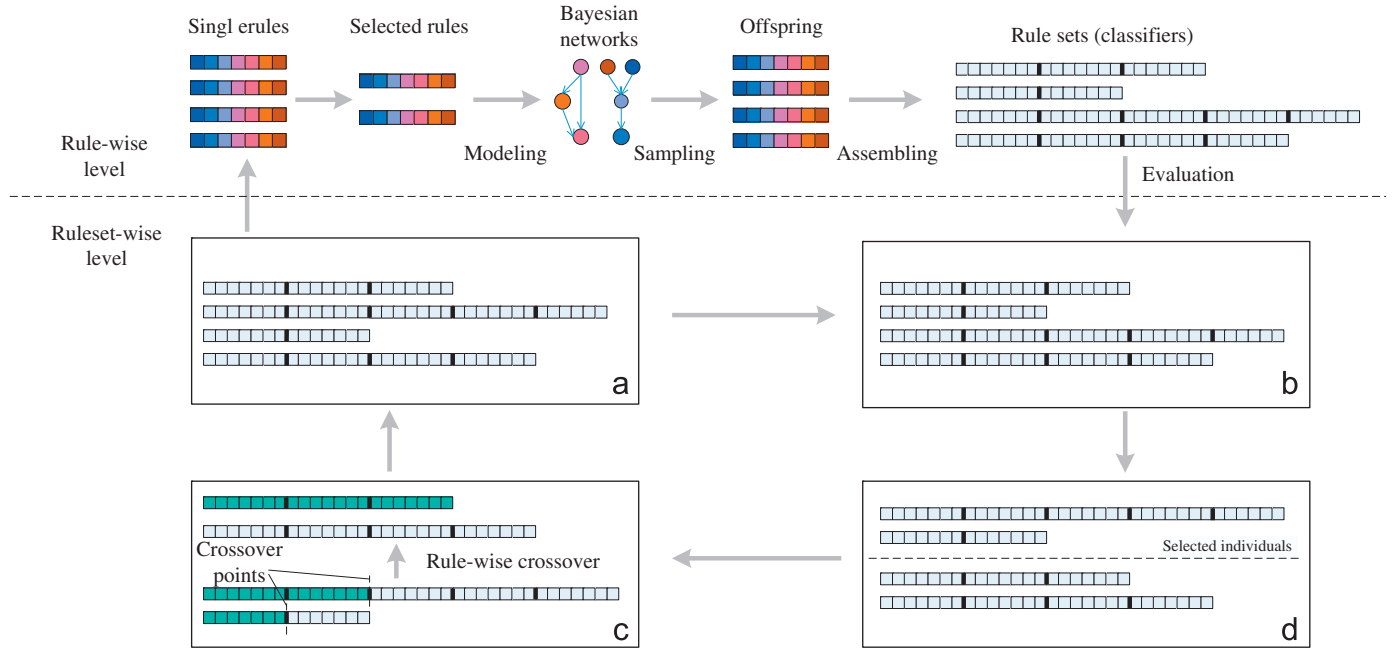 Singl erules
Selected rules
Bayesian
networks
Offspring
Rule sets (classifiers)
Modeling
Sampling
Assembling
Rule-wise
level
Evaluation
Ruleset-wise
level
a
b
Crossover
points
Rule-wise crossover
c
Selected individuals
d